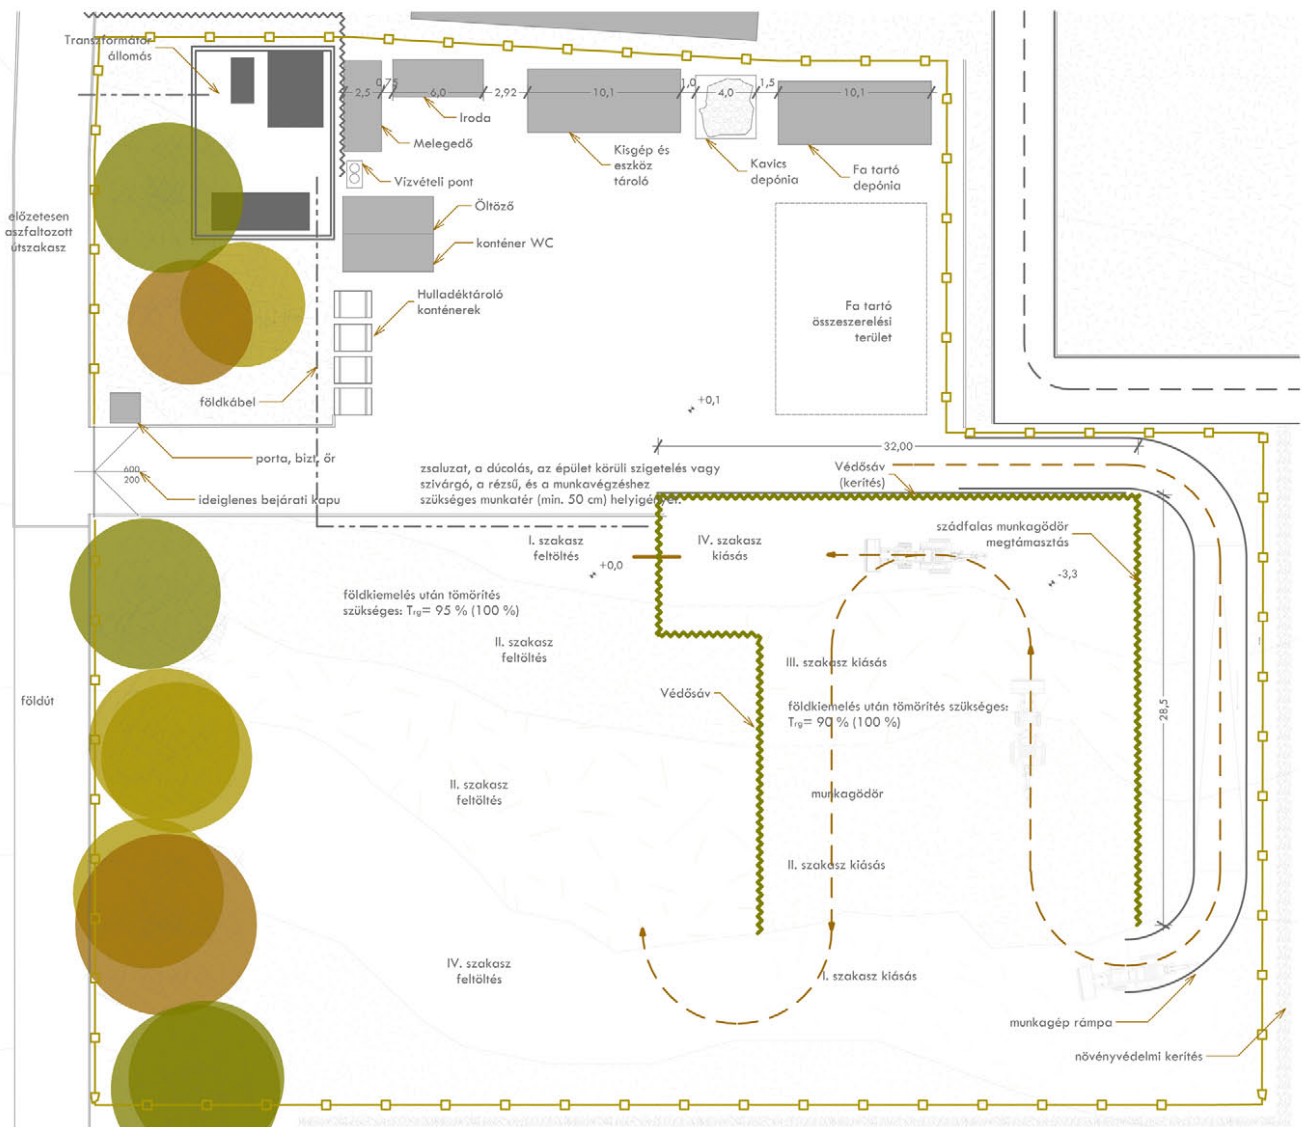 Transzformátor
állomás
0,75
2,5
6,0
2,92
10,1
1,0
4,0
1,5
10,1
Iroda
Melegedő
Kisgép és
eszköz
tároló
Kavics
depónia
Fa tartó
depónia
Vízvételi pont
Öltöző
konténer WC
előzetesen
aszfaltozott
útszakasz
Hulladéktároló
konténerek
Fa tartó
összeszerelési
terület
földkábel
+0,1
porta, bizt. őr
600
200
ideiglenes bejárati kapu
32,00
zsaluzat, a dúcolás, az épület körüli szigetelés vagy
szivárgó, a rézsű, és a munkavégzéshez
szükséges munkatér (min. 50 cm) helyigényét.
Védősáv
(kerítés)
szádfalas munkagödör
megtámasztás
I. szakasz
feltöltés
IV. szakasz
kiásás
+0,0
-3,3
földkiemelés után tömörítés
szükséges: Trg= 95 % (100 %)
II. szakasz
feltöltés
III. szakasz kiásás
Védősáv
földkiemelés után tömörítés szükséges:
Trg= 90 % (100 %)
28,5
földút
II. szakasz
feltöltés
munkagödör
II. szakasz kiásás
IV. szakasz
feltöltés
I. szakasz kiásás
munkagép rámpa
növényvédelmi kerítés